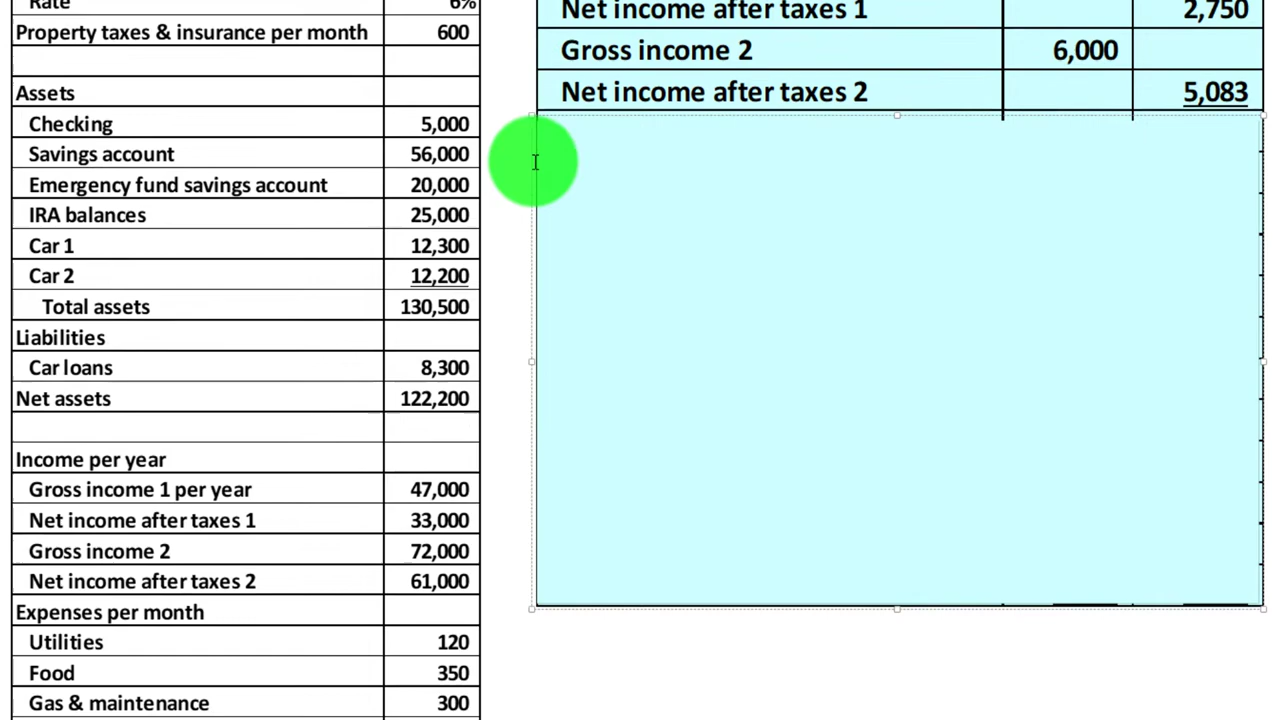 Rate 6%
Property taxes & insurance per month 600
Assets
Checking 5,000
Savings account 56,000
Emergency fund savings account 20,000
IRA balances 25,000
Car 1 12,300
Car 2 12,200
Total assets 130,500
Liabilities
Car loans 8,300
Net assets 122,200
Income per year
Gross income 1 per year 47,000
Net income after taxes 1 33,000
Gross income 2 72,000
Net income after taxes 2 61,000
Expenses per month
Utilities 120
Food 350
Gas & maintenance 300
Net income after taxes 1 2,750
Gross income 2 6,000
Net income after taxes 2 5,083